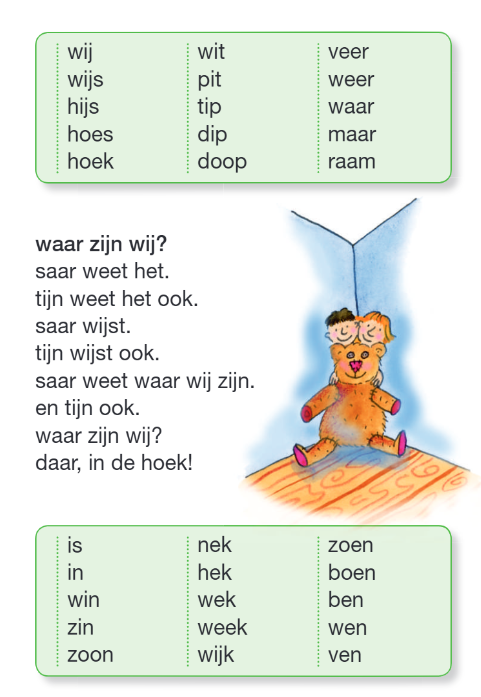 wij wit veer
wijs pit weer
hijs tip waar
hoes dip maar
hoek doop raam
waar zijn wij?
saar weet het.
tijn weet het ook.
saar wijst.
tijn wijst ook.
saar weet waar wij zijn.
en tijn ook.
waar zijn wij?
daar, in de hoek!
is nek zoen
in hek boen
win wek ben
zin week wen
zoon wijk ven